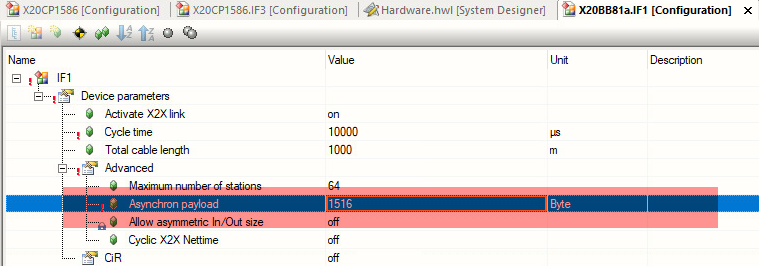 X20CP1586 [Configuration] X20CP1586.IF3 [Configuration] Hardware.hwl [System Designer] X20BB81a.IF1 [Configuration]
Name Value Unit Description
IF1
Device parameters
Activate X2X link on
Cycle time 10000 µs
Total cable length 1000 m
Advanced
Maximum number of stations 64
Asynchron payload 1516 Byte
Allow asymmetric In/Out size off
Cyclic X2X Nettime off
CiR off